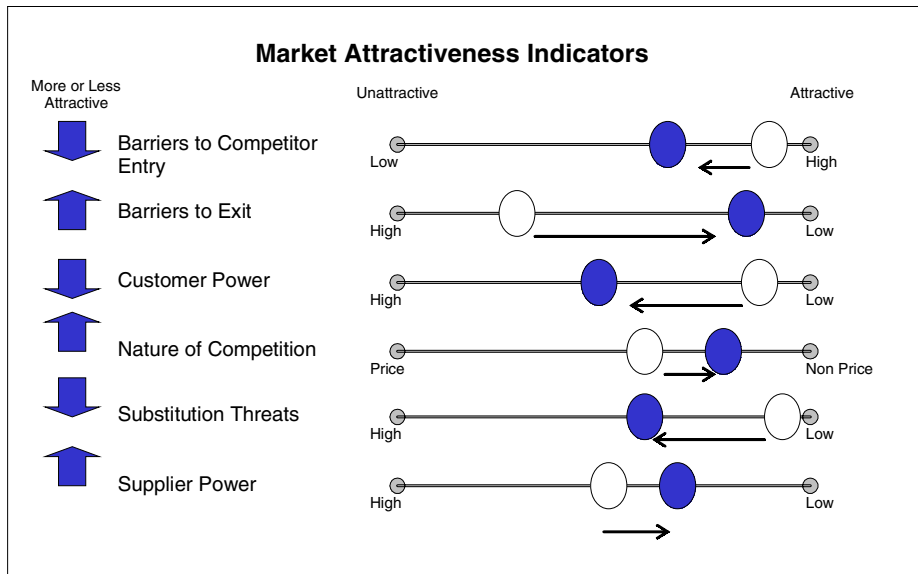 Market Attractiveness Indicators
More or Less
Attractive
Unattractive
Attractive
Barriers to Competitor
Entry
Low
High
Barriers to Exit
High
Low
Customer Power
High
Low
Nature of Competition
Price
Non Price
Substitution Threats
High
Low
Supplier Power
High
Low